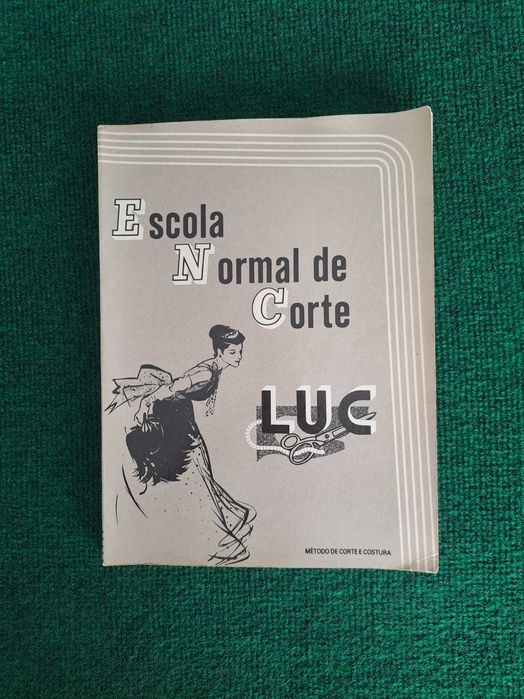 Escola
Normal de
Corte
LUC
MÉTODO DE CORTE E COSTURA